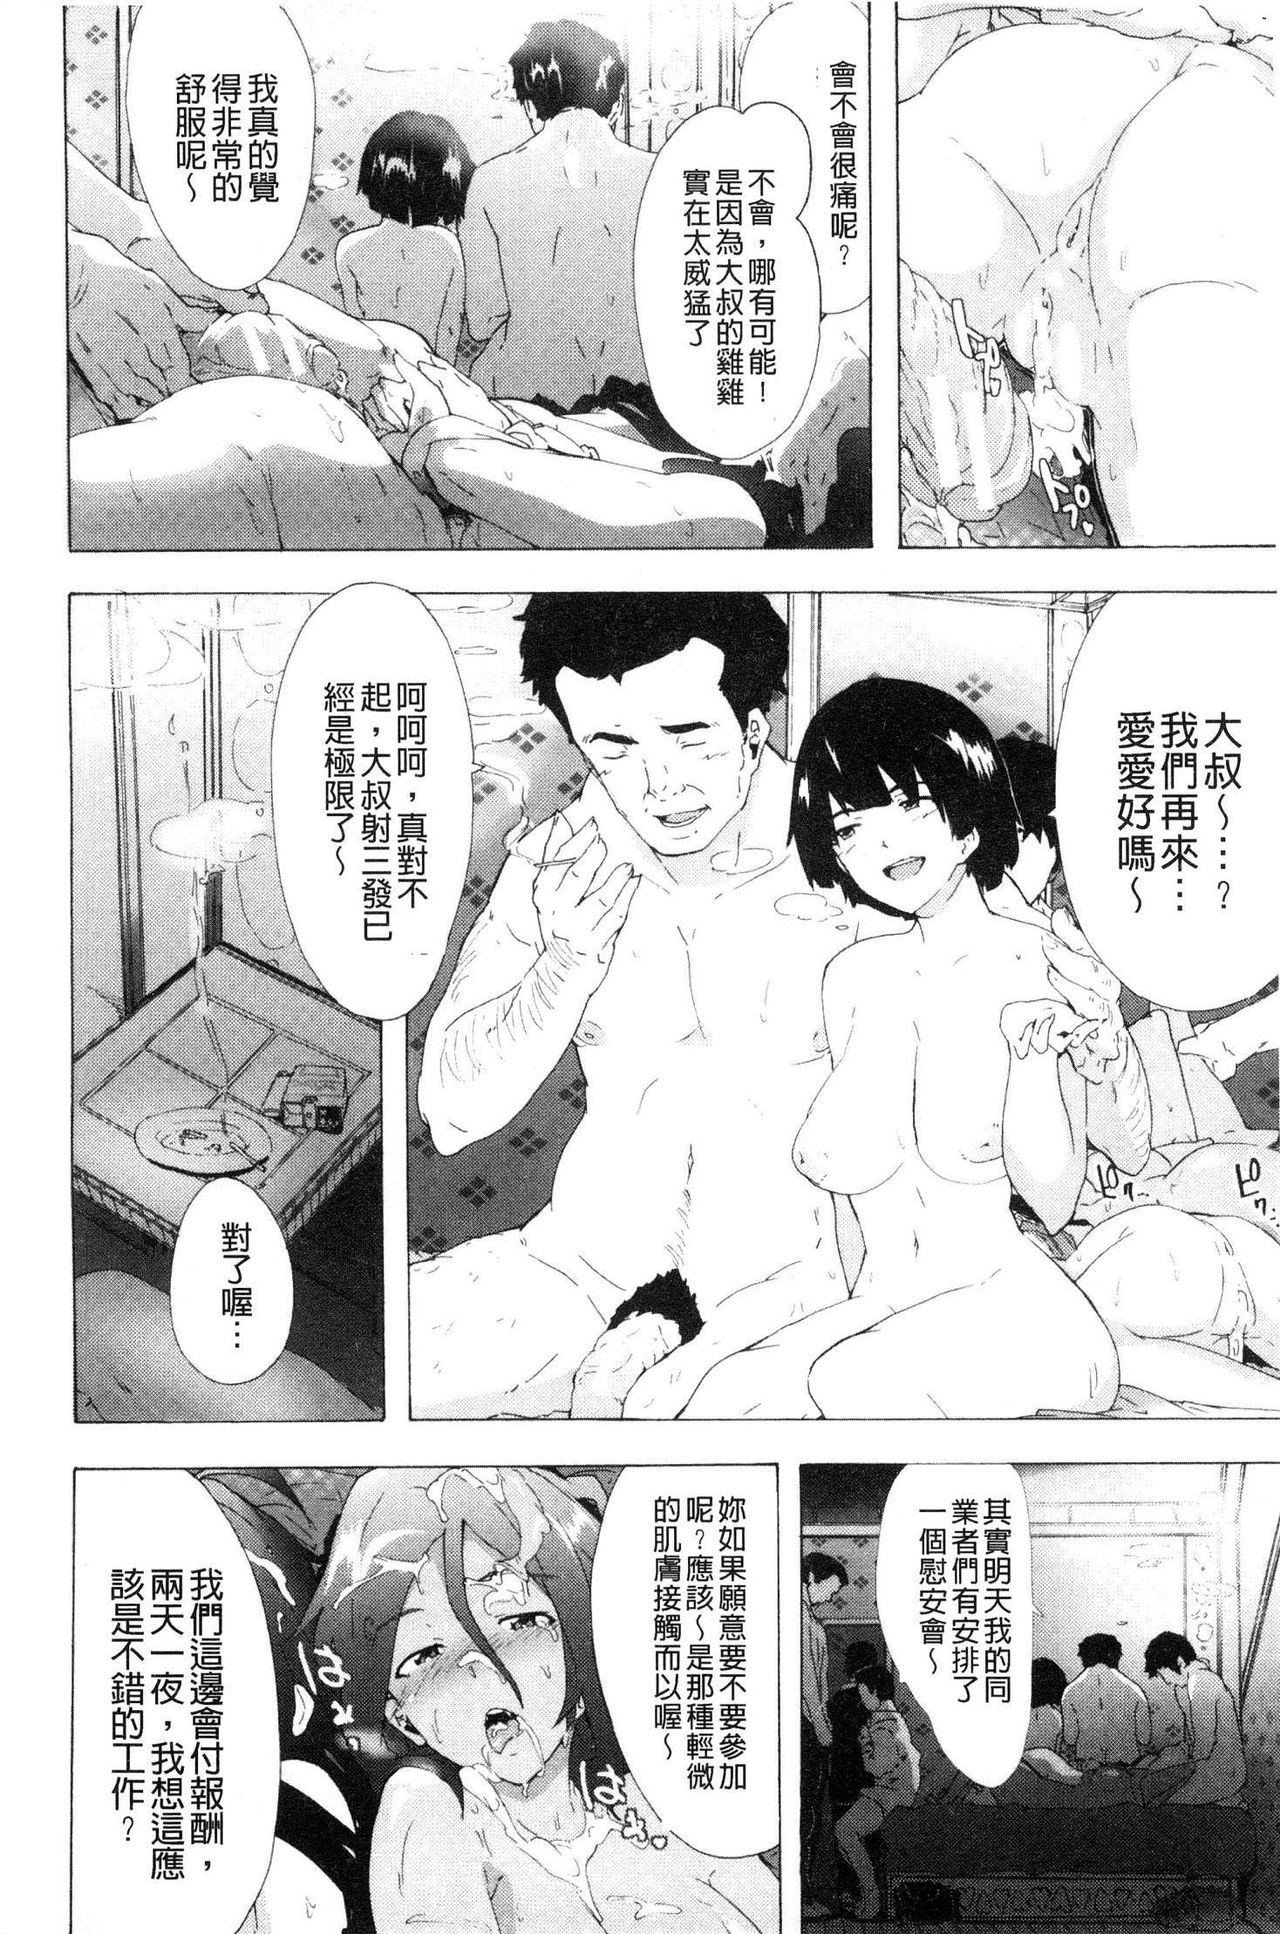 會不會很痛呢？
不會，哪有可能！
是因為大叔的雞雞
實在太威猛了
我真的覺
得非常的
舒服呢～
大叔～…？
我們再來…
愛愛好嗎～
呵呵呵，真對不
起，大叔射三發已
經是極限了～
對了喔…
其實明天我的同
業者們有安排了
一個慰安會～
妳如果願意要不要參加
呢？應該～是那種輕微
的肌膚接觸而以喔～
我們這邊會付報酬，
兩天一夜，我想這應
該是不錯的工作？